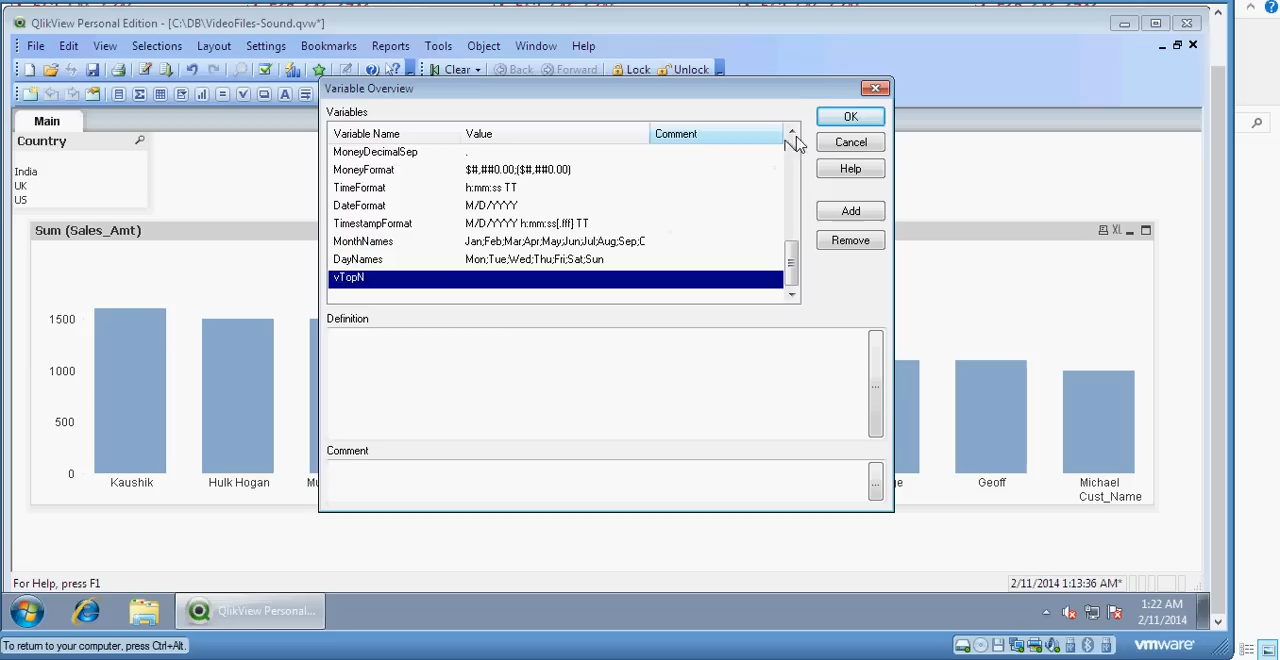 QlikView Personal Edition - [C:\DB\VideoFiles-Sound.qvw*]
File Edit View Selections Layout Settings Bookmarks Reports Tools Object Window Help
Clear Back Forward Lock Unlock
Variable Overview
Main
Country
India
UK
US
Variables
Variable Name Value Comment
MoneyDecimalSep .
MoneyFormat $#,##0.00;($#,##0.00)
TimeFormat h:mm:ss TT
DateFormat M/D/YYYY
TimestampFormat M/D/YYYY h:mm:ss[.fff] TT
MonthNames Jan;Feb;Mar;Apr;May;Jun;Jul;Aug;Sep;C
DayNames Mon;Tue;Wed;Thu;Fri;Sat;Sun
vTopN
OK
Cancel
Help
Add
Remove
Definition
...
Comment
...
Sum (Sales_Amt)
XL
1500
1000
500
0
Kaushik Hulk Hogan Geoff Michael
Cust_Name
For Help, press F1
2/11/2014 1:13:36 AM*
QlikView Personal...
1:22 AM
2/11/2014
To return to your computer, press Ctrl+Alt.
vmware